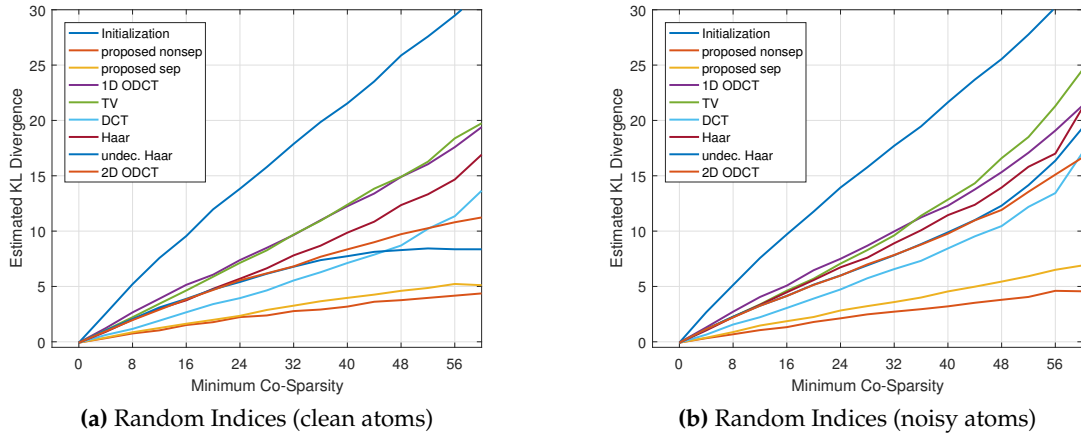 30
25
20
15
10
5
0
Estimated KL Divergence
Initialization
proposed nonsep
proposed sep
1D ODCT
TV
DCT
Haar
undec. Haar
2D ODCT
0 8 16 24 32 40 48 56
Minimum Co-Sparsity
(a) Random Indices (clean atoms)
30
25
20
15
10
5
0
Estimated KL Divergence
Initialization
proposed nonsep
proposed sep
1D ODCT
TV
DCT
Haar
undec. Haar
2D ODCT
0 8 16 24 32 40 48 56
Minimum Co-Sparsity
(b) Random Indices (noisy atoms)